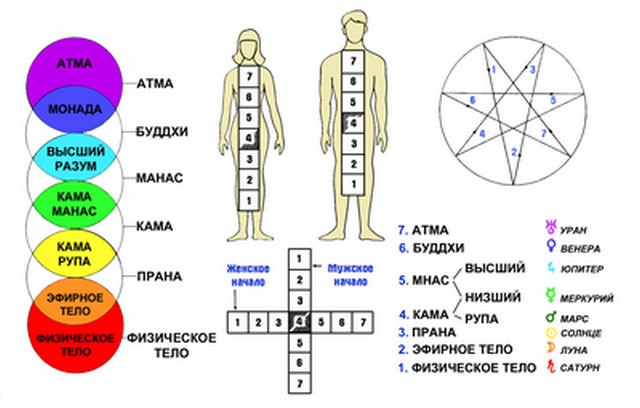 АТМА
МОНАДА
ВЫСШИЙ
РАЗУМ
КАМА
МАНАС
КАМА
РУПА
ЭФИРНОЕ
ТЕЛО
ФИЗИЧЕСКОЕ
ТЕЛО
АТМА
БУДДХИ
МАНАС
КАМА
ПРАНА
ФИЗИЧЕСКОЕ
ТЕЛО
7
6
5
4
3
2
1
7
6
5
4
3
2
1
1
3
6
5
4
7
2
Женское
начало
Мужское
начало
1
2
3
1 2 3 4 5 6 7
5
6
7
7. АТМА
6. БУДДХИ
5. МНАС
ВЫСШИЙ
НИЗШИЙ
4. КАМА
РУПА
3. ПРАНА
2. ЭФИРНОЕ ТЕЛО
1. ФИЗИЧЕСКОЕ ТЕЛО
♅ УРАН
♀ ВЕНЕРА
♃ ЮПИТЕР
☿ МЕРКУРИЙ
♂ МАРС
☉ СОЛНЦЕ
☽ ЛУНА
♄ САТУРН